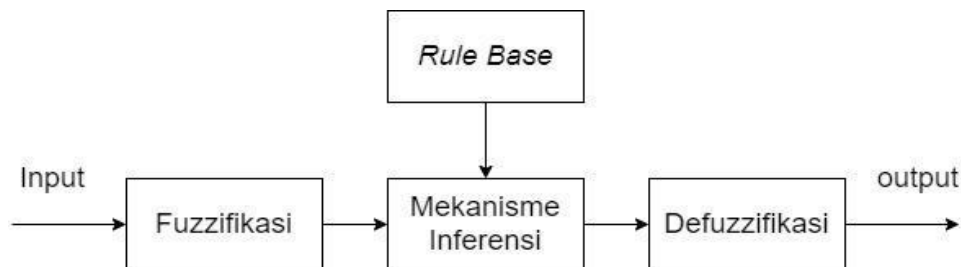 Rule Base
Input
Fuzzifikasi
Mekanisme
Inferensi
Defuzzifikasi
output